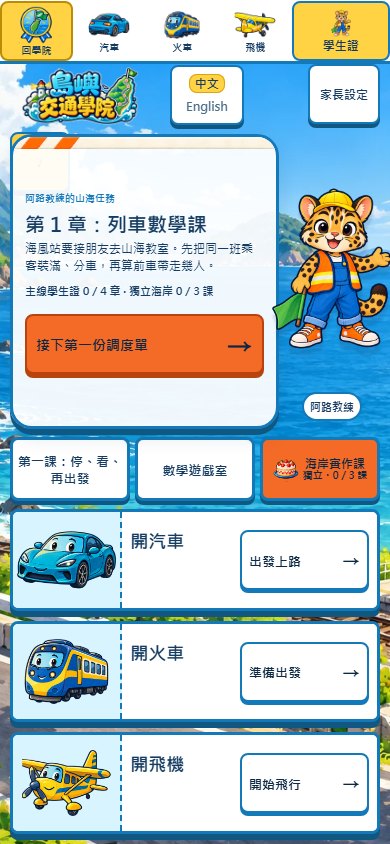 回學院
汽車
火車
飛機
學生證
島嶼
交通學院
中文
English
家長設定
阿路教練的山海任務
第 1 章：列車數學課
海風站要接朋友去山海教室。先把同一班乘
客裝滿、分車，再算前車帶走幾人。
主線學生證 0 / 4 章 · 獨立海岸 0 / 3 課
接下第一份調度單 →
阿路教練
第一課：停、看、
再出發
數學遊戲室
海岸實作課
獨立 · 0 / 3 課
開汽車
出發上路 →
開火車
準備出發 →
開飛機
開始飛行 →